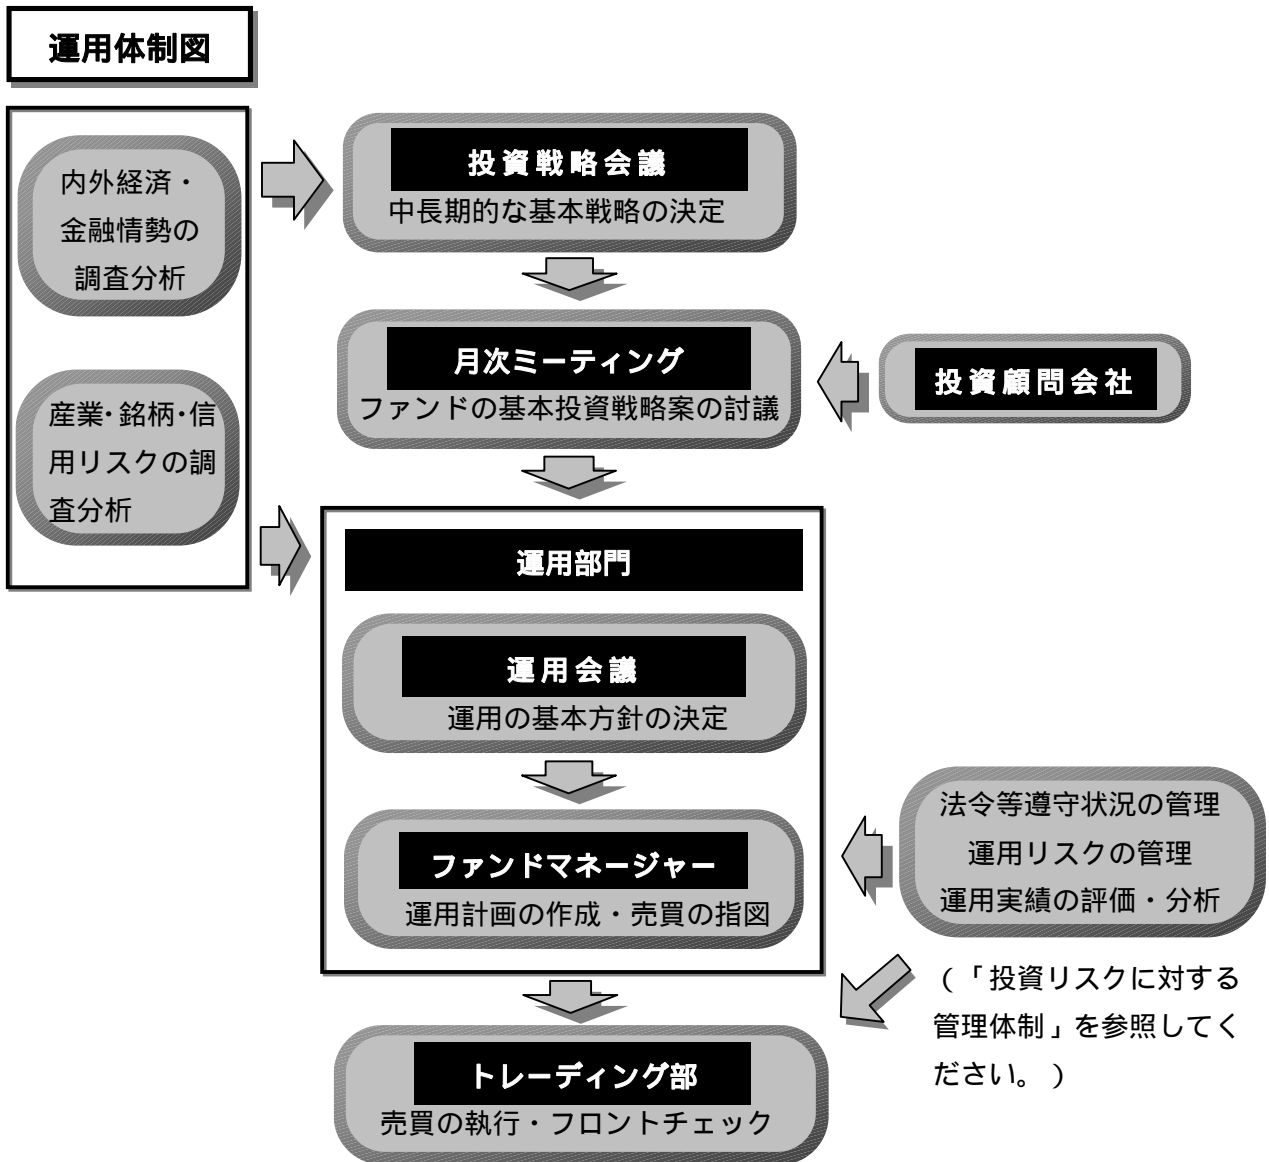 運用体制図
内外経済・
金融情勢の
調査分析
産業・銘柄・信
用リスクの調
査分析
投資戦略会議
中長期的な基本戦略の決定
月次ミーティング
ファンドの基本投資戦略案の討議
投資顧問会社
運用部門
運用会議
運用の基本方針の決定
ファンドマネージャー
運用計画の作成・売買の指図
法令等遵守状況の管理
運用リスクの管理
運用実績の評価・分析
(「投資リスクに対する
管理体制」を参照してく
ださい。)
トレーディング部
売買の執行・フロントチェック